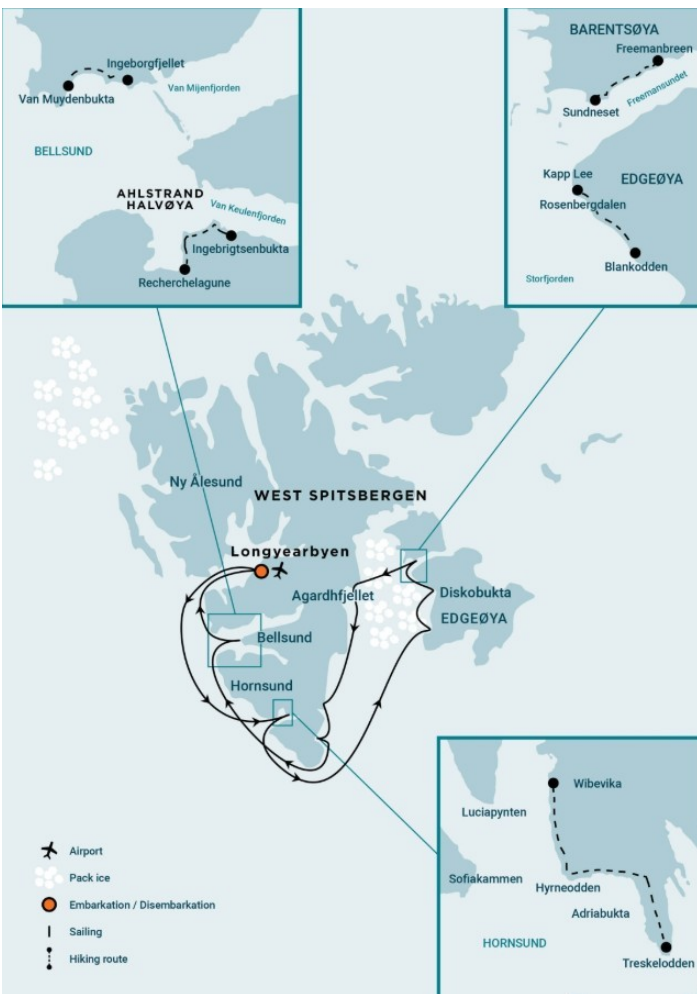 Ingeborgfjellet
Van Muydenbukta
Van Mijenfjorden
BELLSUND
AHLSTRAND
HALVØYA
Van Keulenfjorden
Ingebrigtsenbukta
Recherchelagune
BARENTSØYA
Freemanbreen
Freemansundet
Sundneset
Kapp Lee
EDGEØYA
Rosenbergdalen
Blankodden
Storfjorden
Ny Ålesund
WEST SPITSBERGEN
Longyearbyen
Agardhfjellet
Diskobukta
EDGEØYA
Bellsund
Hornsund
Wibevika
Luciapynten
Sofiakammen
Hyrneodden
Adriabukta
HORNSUND
Treskelodden
Airport
Pack ice
Embarkation / Disembarkation
Sailing
Hiking route